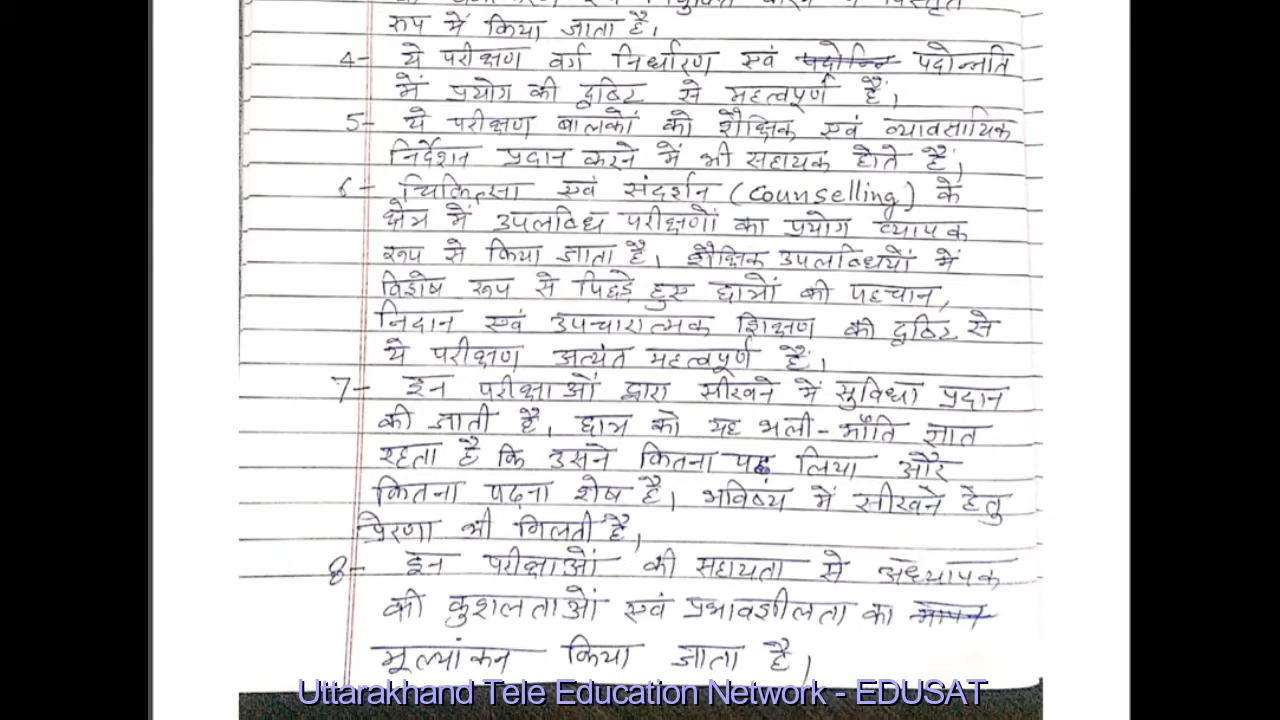 रुप में किया जाता है।
4- ये परीक्षण वर्ग निर्धारण एवं पदोन्नति
में प्रयोग की दृष्टि से महत्वपूर्ण हैं।
5- ये परीक्षण बालकों को शैक्षिक एवं व्यावसायिक
निर्देशन प्रदान करने में भी सहायक होते हैं।
6- चिकित्सा एवं संदर्शन (Counselling) के
क्षेत्र में उपलब्धि परीक्षणों का प्रयोग व्यापक
रूप से किया जाता है। शैक्षिक उपलब्धियों में
विशेष रूप से पिछड़े हुए छात्रों की पहचान,
निदान एवं उपचारात्मक शिक्षण की दृष्टि से
ये परीक्षण अत्यंत महत्वपूर्ण हैं।
7- इन परीक्षाओं द्वारा सीखने में सुविधा प्रदान
की जाती है। छात्र को यह भली-भाँति ज्ञात
रहता है कि उसने कितना पढ़ लिया और
कितना पढ़ना शेष है। भविष्य में सीखने हेतु
प्रेरणा भी मिलती है।
8- इन परीक्षाओं की सहायता से अध्यापक
की कुशलताओं एवं प्रभावशीलता का मापन
मूल्यांकन किया जाता है।
Uttarakhand Tele Education Network - EDUSAT